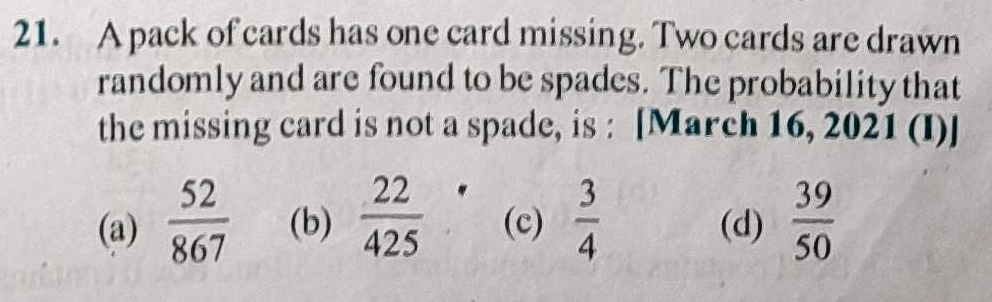 21. A pack of cards has one card missing. Two cards are drawn
randomly and are found to be spades. The probability that
the missing card is not a spade, is : [March 16, 2021 (I)]
(a) 52/867 (b) 22/425 (c) 3/4 (d) 39/50